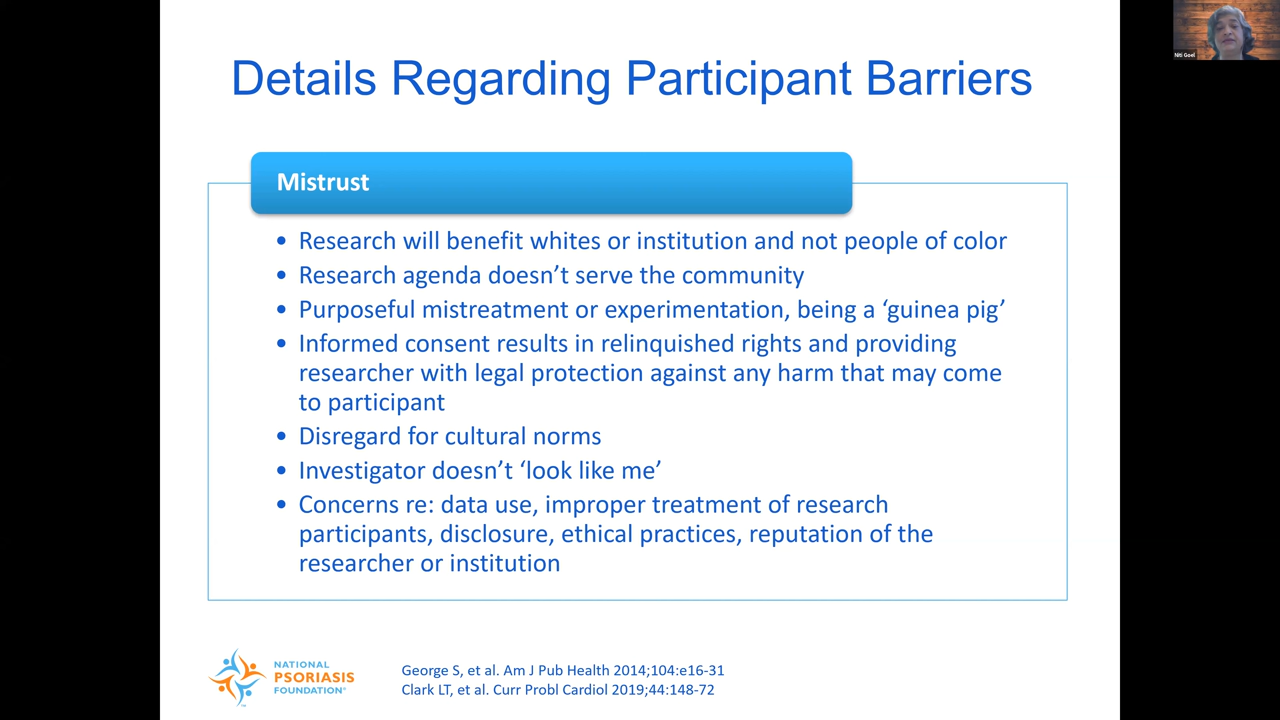 Details Regarding Participant Barriers
Niti Goel
Mistrust
• Research will benefit whites or institution and not people of color
• Research agenda doesn’t serve the community
• Purposeful mistreatment or experimentation, being a ‘guinea pig’
• Informed consent results in relinquished rights and providing
researcher with legal protection against any harm that may come
to participant
• Disregard for cultural norms
• Investigator doesn’t ‘look like me’
• Concerns re: data use, improper treatment of research
participants, disclosure, ethical practices, reputation of the
researcher or institution
NATIONAL
PSORIASIS
FOUNDATION®
George S, et al. Am J Pub Health 2014;104:e16-31
Clark LT, et al. Curr Probl Cardiol 2019;44:148-72